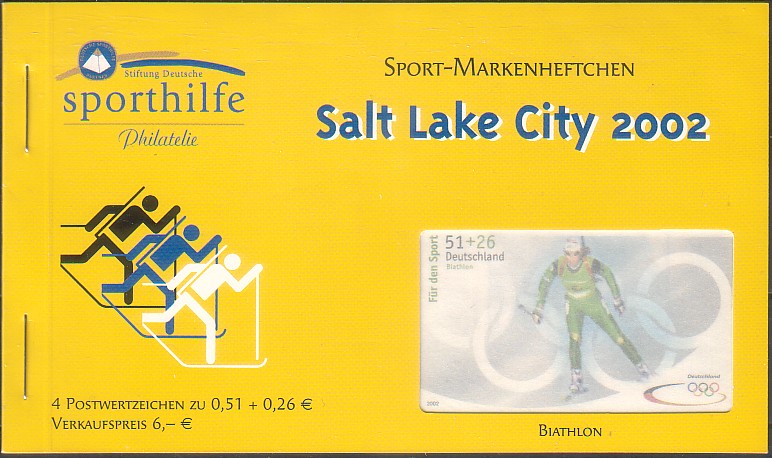 Stiftung Deutsche
sporthilfe
Philatelie
SPORT-MARKENHEFTCHEN
Salt Lake City 2002
Für den Sport
51+26
Deutschland
Biathlon
Deutschland
2002
4 POSTWERTZEICHEN ZU 0,51 + 0,26 €
VERKAUFSPREIS 6,– €
BIATHLON